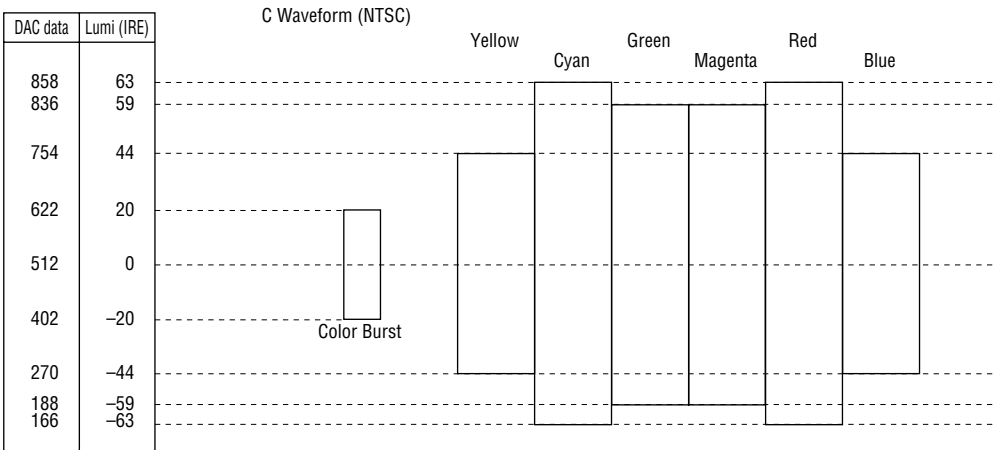 C Waveform (NTSC)
DAC data Lumi (IRE)
Yellow Green Red
Cyan Magenta Blue
858 63
836 59
754 44
622 20
512 0
402 –20
Color Burst
270 –44
188 –59
166 –63